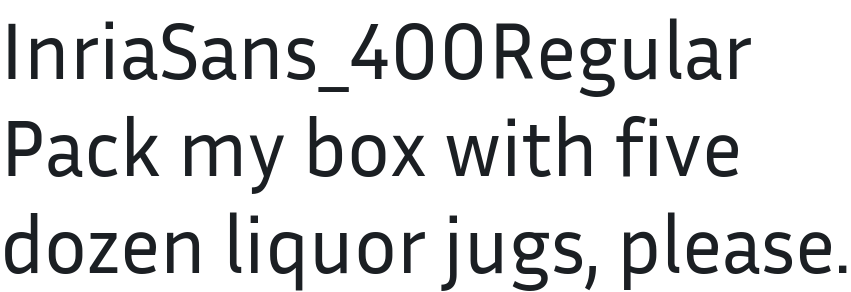 InriaSans_400Regular
Pack my box with five
dozen liquor jugs, please.